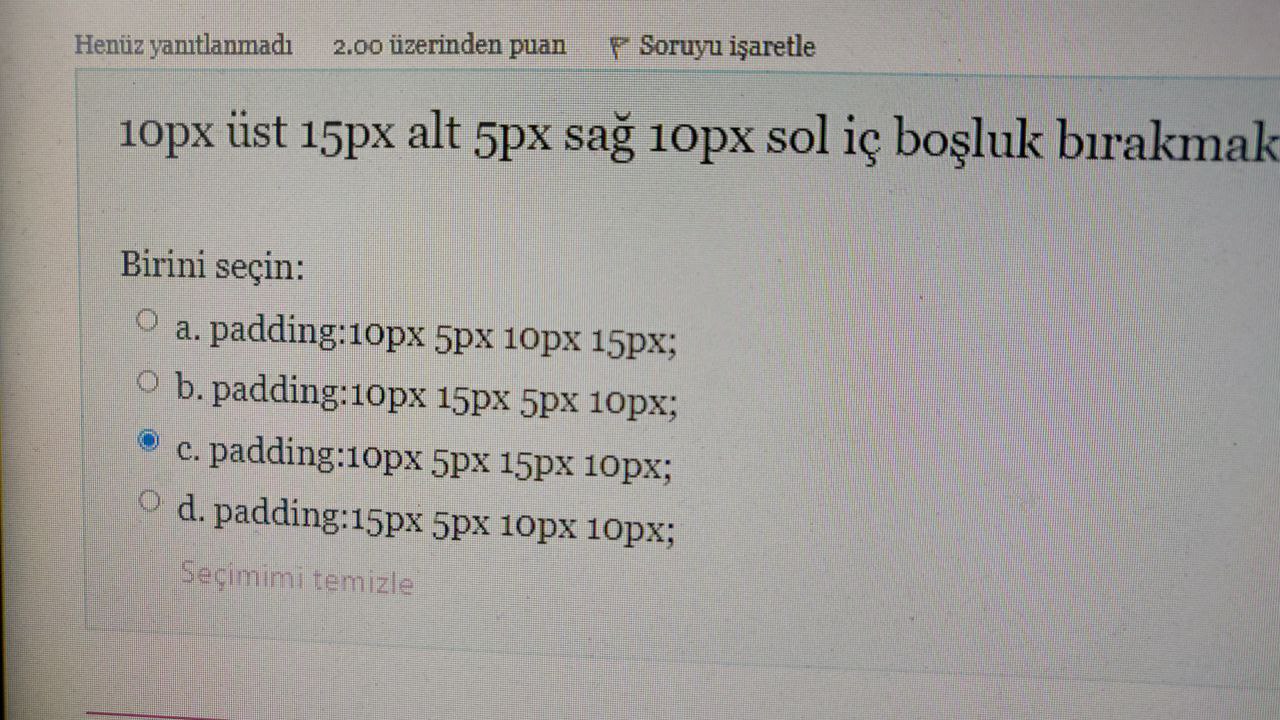 Henüz yanıtlanmadı 2,00 üzerinden puan Soruyu işaretle
10px üst 15px alt 5px sağ 10px sol iç boşluk bırakmak
Birini seçin:
a. padding:10px 5px 10px 15px;
b. padding:10px 15px 5px 10px;
c. padding:10px 5px 15px 10px;
d. padding:15px 5px 10px 10px;
Seçimimi temizle